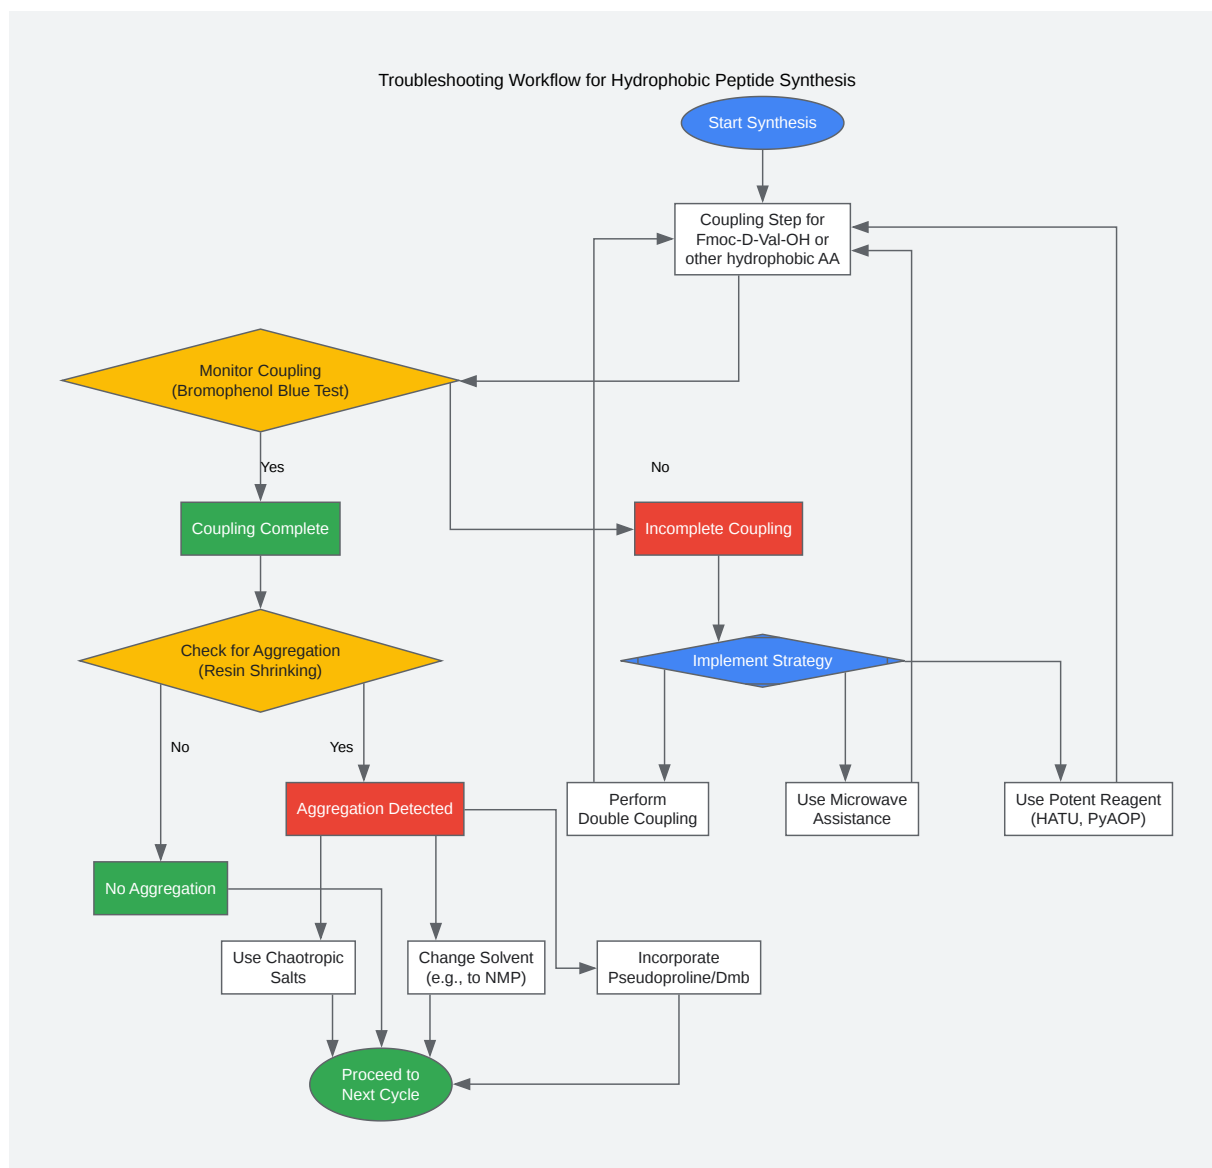 Troubleshooting Workflow for Hydrophobic Peptide Synthesis
Start Synthesis
Coupling Step for
Fmoc-D-Val-OH or
other hydrophobic AA
Monitor Coupling
(Bromophenol Blue Test)
Yes
No
Coupling Complete
Incomplete Coupling
Check for Aggregation
(Resin Shrinking)
Implement Strategy
No
Yes
Aggregation Detected
Perform
Double Coupling
Use Microwave
Assistance
Use Potent Reagent
(HATU, PyAOP)
No Aggregation
Use Chaotropic
Salts
Change Solvent
(e.g., to NMP)
Incorporate
Pseudoproline/Dmb
Proceed to
Next Cycle